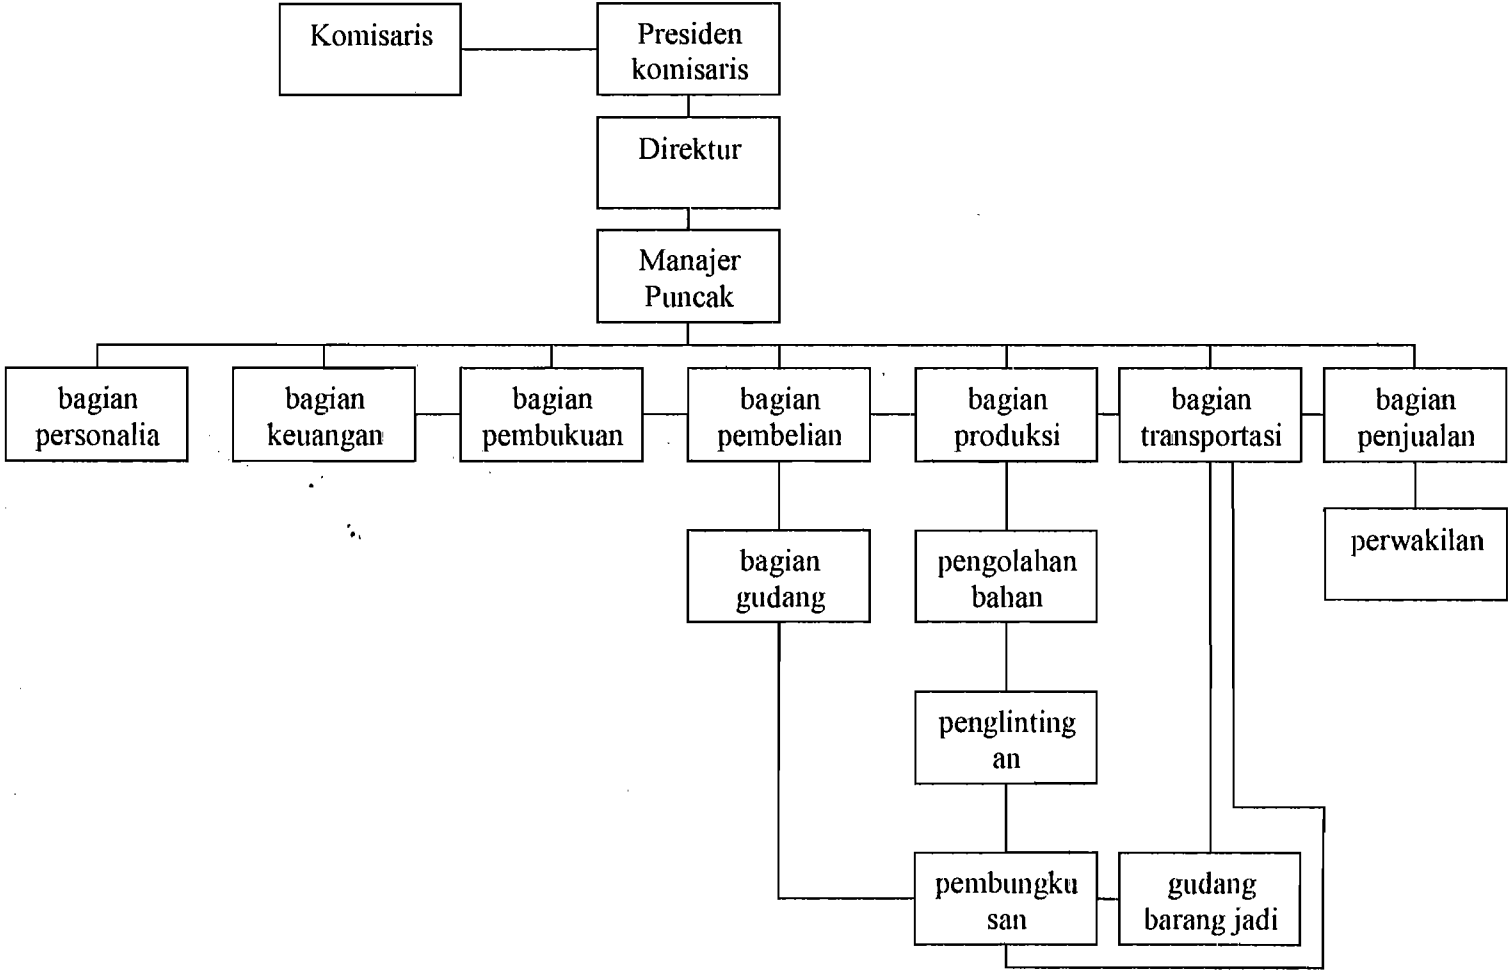 Komisaris
Presiden
komisaris
Direktur
Manajer
Puncak
bagian
personalia
bagian
keuangan
bagian
pembukuan
bagian
pembelian
bagian
produksi
bagian
transportasi
bagian
penjualan
bagian
gudang
pengolahan
bahan
perwakilan
penglinting
an
pembungku
san
gudang
barang jadi